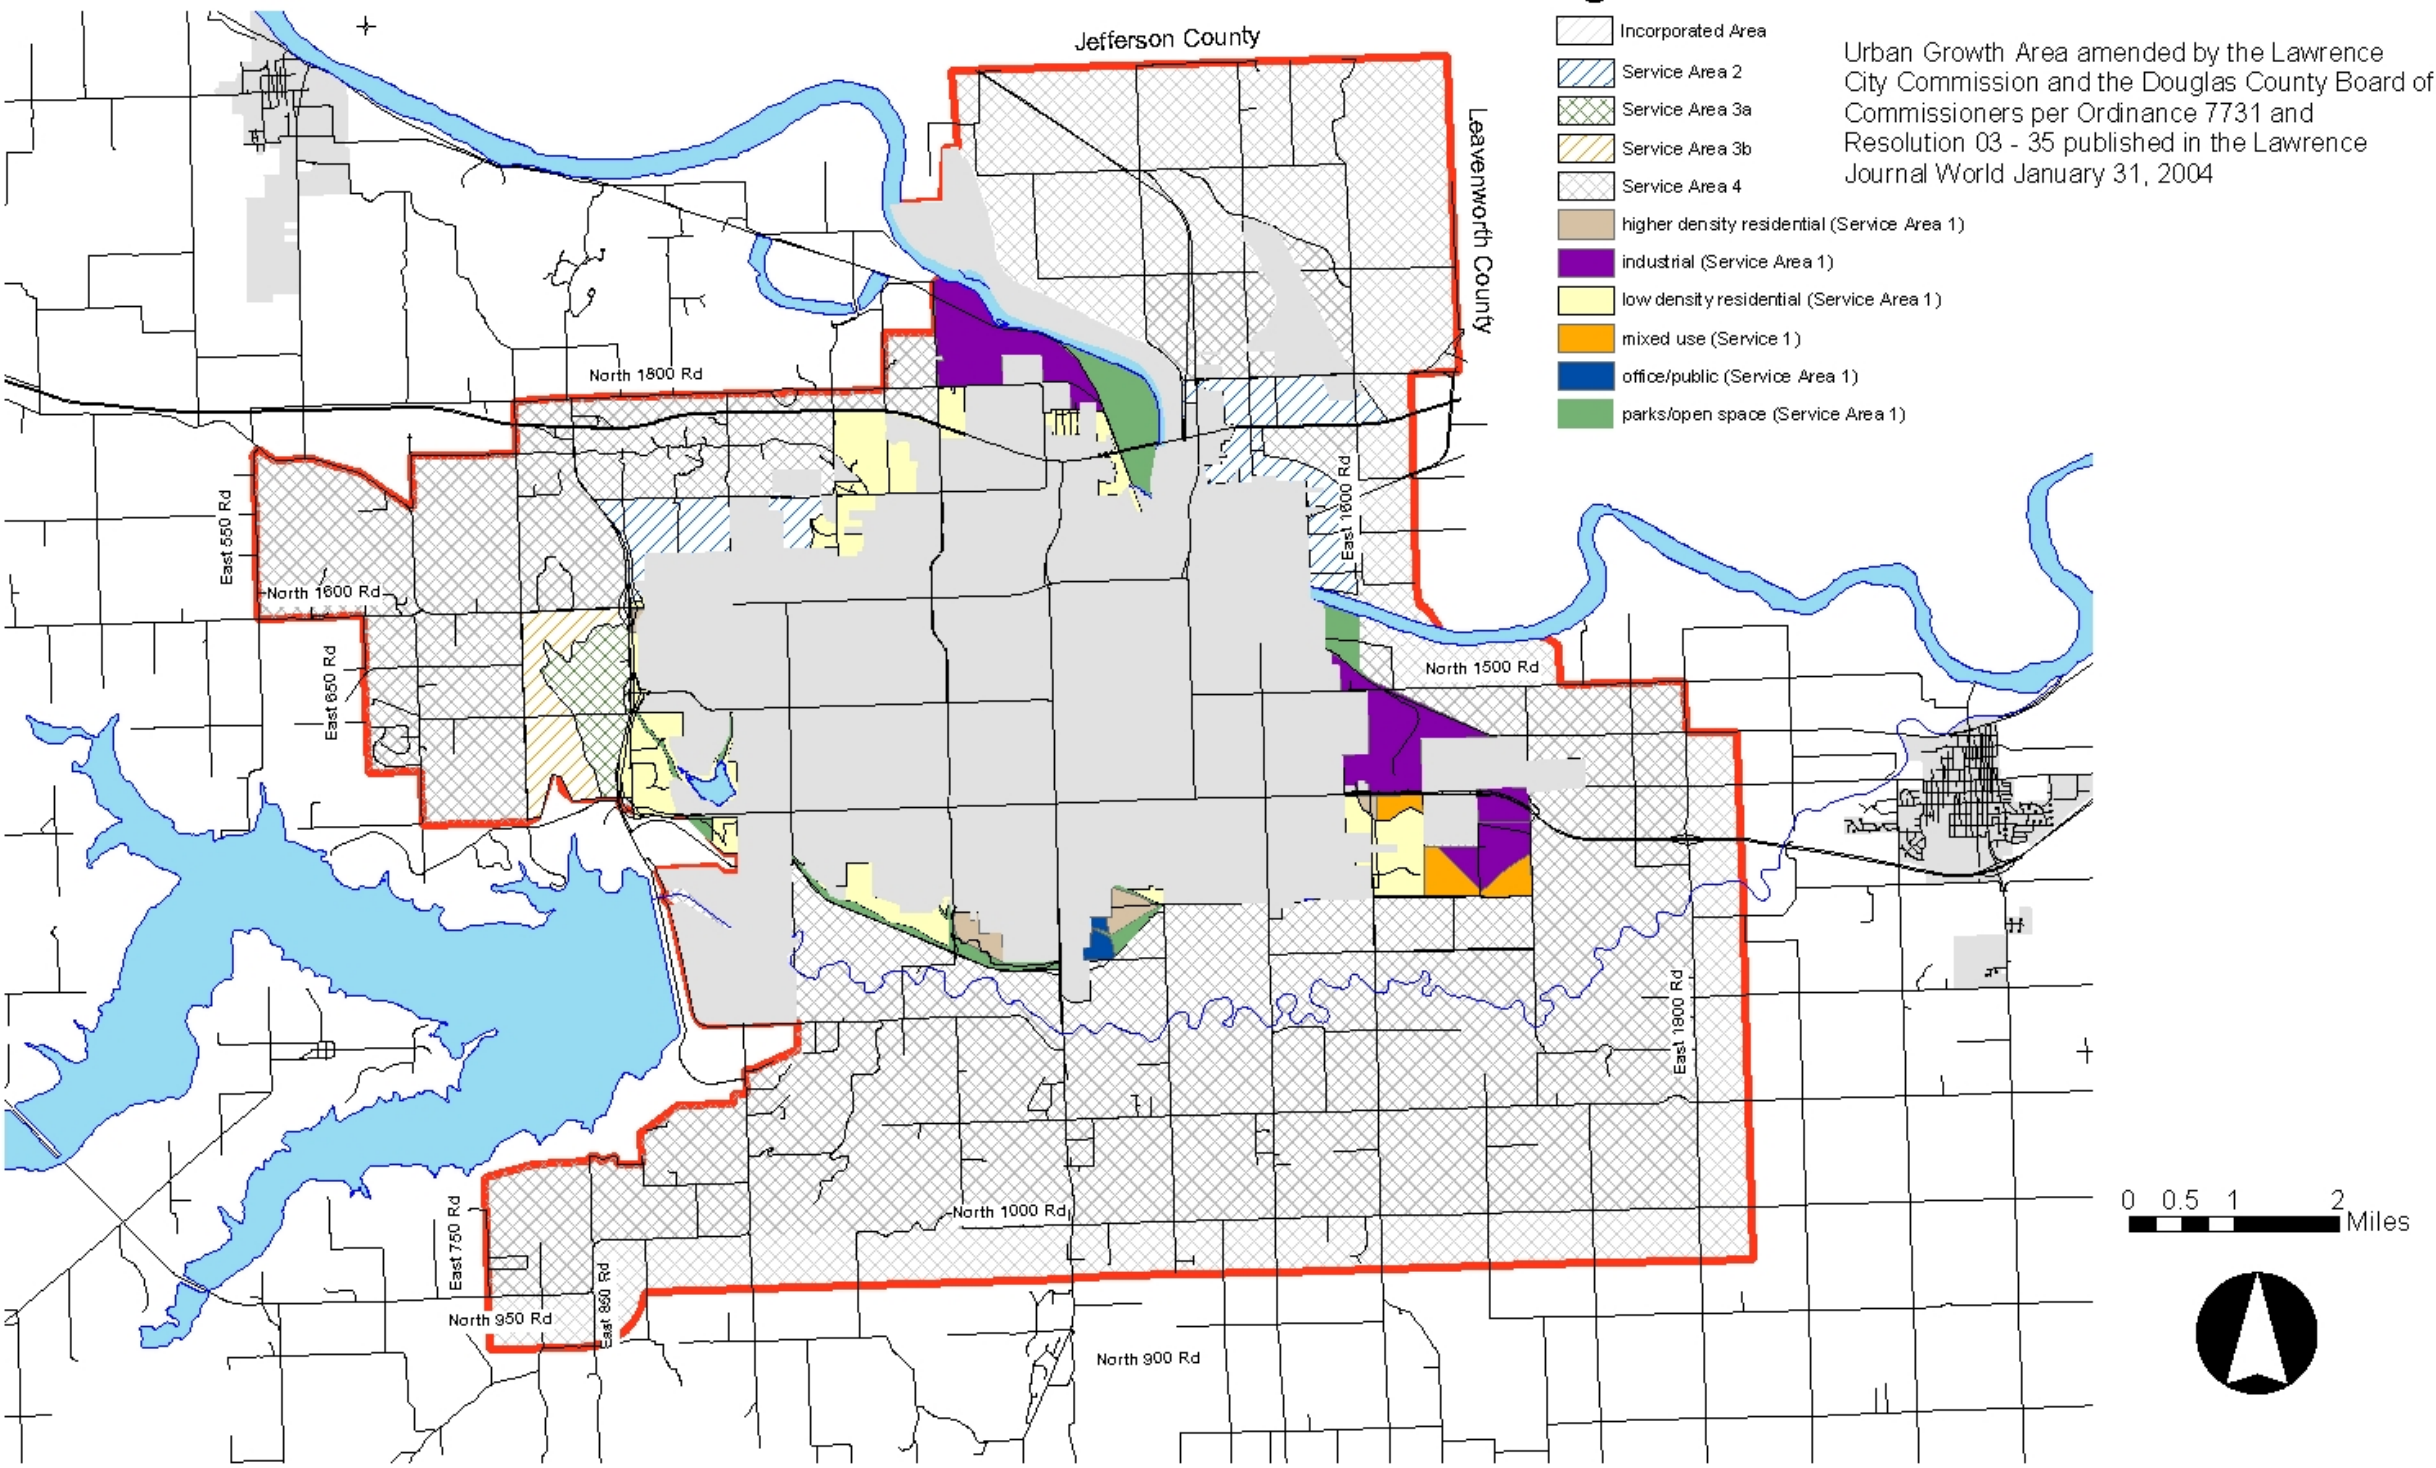 Jefferson County
Leavenworth County
Incorporated Area
Service Area 2
Service Area 3a
Service Area 3b
Service Area 4
higher density residential (Service Area 1)
industrial (Service Area 1)
low density residential (Service Area 1)
mixed use (Service 1)
office/public (Service Area 1)
parks/open space (Service Area 1)
Urban Growth Area amended by the Lawrence
City Commission and the Douglas County Board of
Commissioners per Ordinance 7731 and
Resolution 03 - 35 published in the Lawrence
Journal World January 31, 2004
North 1800 Rd
East 550 Rd
North 1600 Rd
East 1600 Rd
East 650 Rd
North 1500 Rd
East 1800 Rd
North 1000 Rd
East 750 Rd
North 950 Rd
East 850 Rd
North 900 Rd
0 0.5 1 2
Miles